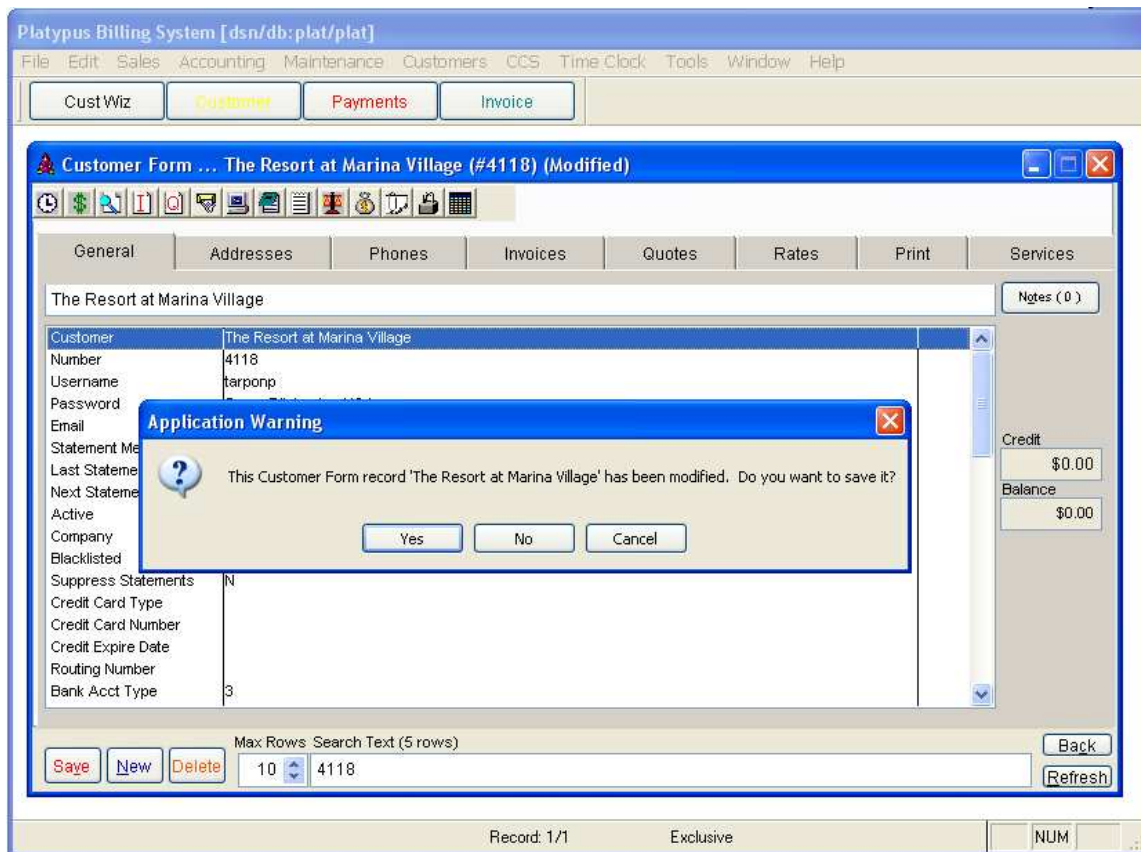 Platypus Billing System [dsn/db:plat/plat]
File Edit Sales Accounting Maintenance Customers CCS Time Clock Tools Window Help
Cust Wiz Customer Payments Invoice
Customer Form ... The Resort at Marina Village (#4118) (Modified)
General Addresses Phones Invoices Quotes Rates Print Services
The Resort at Marina Village Notes ( 0 )
Customer The Resort at Marina Village
Number 4118
Username tarponp
Password
Email
Application Warning
Statement Me
Last Stateme
Next Stateme
This Customer Form record 'The Resort at Marina Village' has been modified. Do you want to save it?
Credit
$0.00
Balance
$0.00
Active
Company
Yes No Cancel
Blacklisted
Suppress Statements N
Credit Card Type
Credit Card Number
Credit Expire Date
Routing Number
Bank Acct Type 3
Max Rows Search Text (5 rows)
Save New Delete 10 4118 Back
Refresh
Record: 1/1 Exclusive NUM